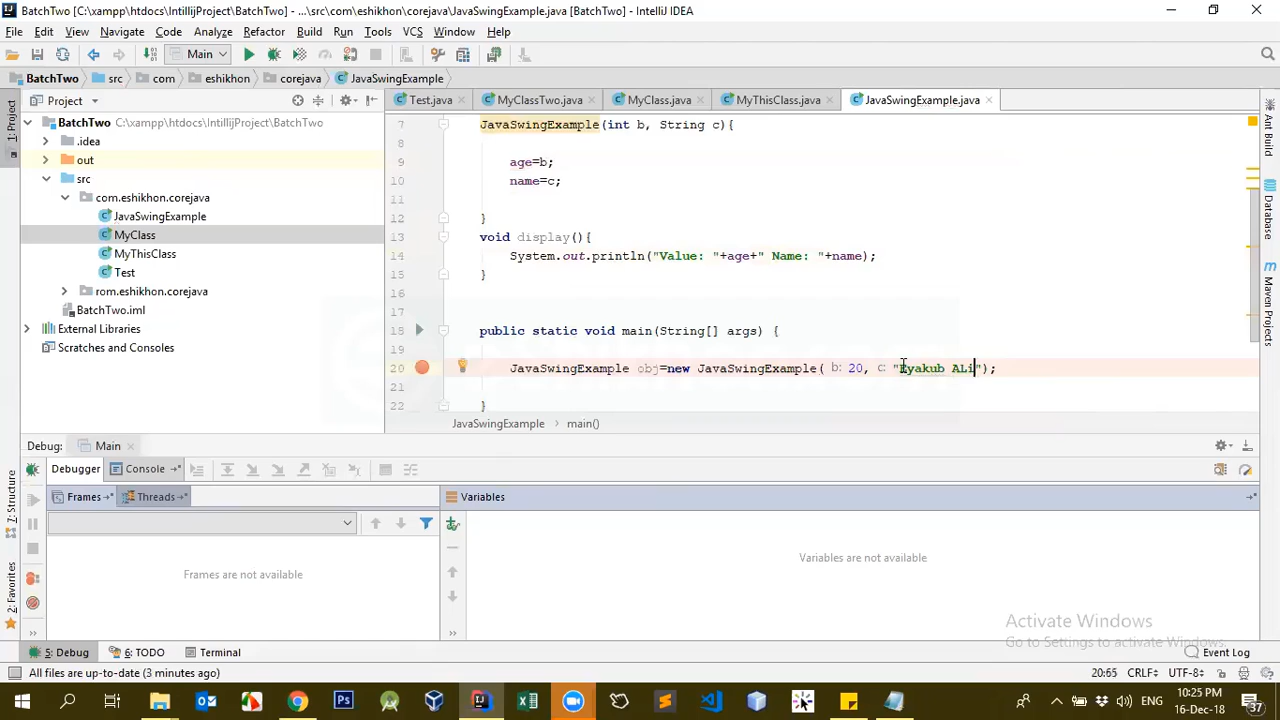 BatchTwo [C:\xampp\htdocs\IntillijProject\BatchTwo] - ...\src\com\eshikhon\corejava\JavaSwingExample.java [BatchTwo] - IntelliJ IDEA
File Edit View Navigate Code Analyze Refactor Build Run Tools VCS Window Help
Main
BatchTwo src com eshikhon corejava JavaSwingExample
Project
Test.java MyClassTwo.java MyClass.java MyThisClass.java JavaSwingExample.java
1: Project
BatchTwo C:\xampp\htdocs\IntillijProject\BatchTwo
.idea
out
src
com.eshikhon.corejava
JavaSwingExample
MyClass
MyThisClass
Test
rom.eshikhon.corejava
BatchTwo.iml
External Libraries
Scratches and Consoles
7 JavaSwingExample(int b, String c){
8
9 age=b;
10 name=c;
11
12 }
13 void display(){
14 System.out.println("Value: "+age+" Name: "+name);
15 }
16
17
18 public static void main(String[] args) {
19
20 JavaSwingExample obj=new JavaSwingExample( b: 20, c: "Eyakub ALi");
21
22 }
JavaSwingExample main()
Ant Build
Database
Maven Projects
Debug: Main
Debugger Console
Frames Threads
Variables
Frames are not available
Variables are not available
7: Structure
2: Favorites
Activate Windows
Go to Settings to activate Windows.
5: Debug 6: TODO Terminal
Event Log
All files are up-to-date (3 minutes ago)
20:65 CRLF UTF-8
ENG
10:25 PM
16-Dec-18
37